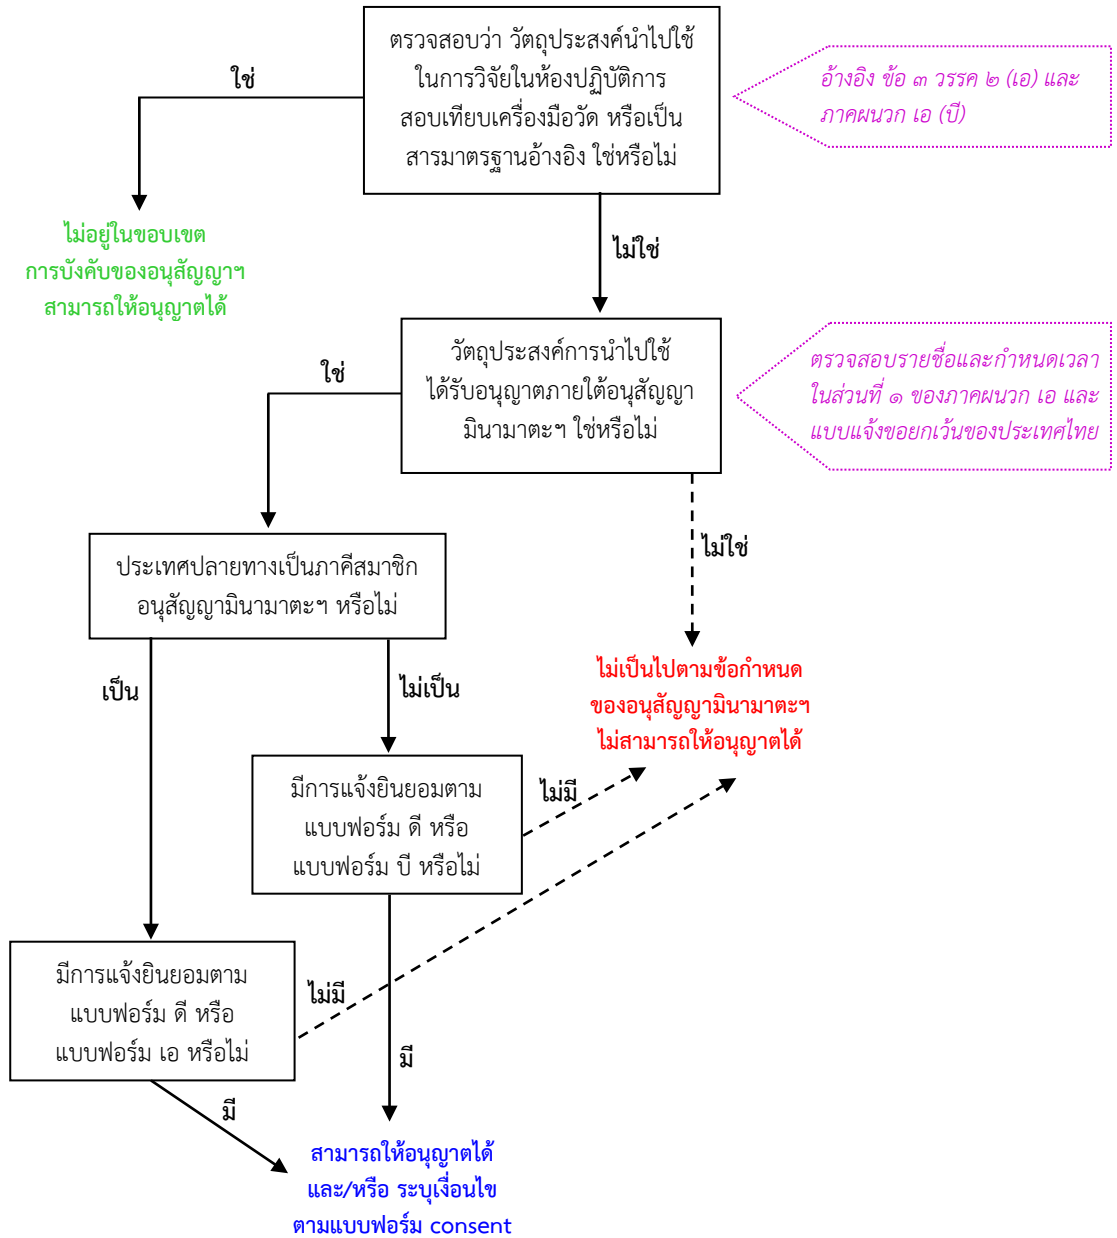 ตรวจสอบว่า วัตถุประสงค์นำไปใช้
ในการวิจัยในห้องปฏิบัติการ
สอบเทียบเครื่องมือวัด หรือเป็น
สารมาตรฐานอ้างอิง ใช่หรือไม่
อ้างอิง ข้อ ๓ วรรค ๒ (เอ) และ
ภาคผนวก เอ (บี)
ใช่
ไม่อยู่ในขอบเขต
การบังคับของอนุสัญญาฯ
สามารถให้อนุญาตได้
ไม่ใช่
วัตถุประสงค์การนำไปใช้
ได้รับอนุญาตภายใต้อนุสัญญา
มินามาตะฯ ใช่หรือไม่
ตรวจสอบรายชื่อและกำหนดเวลา
ในส่วนที่ ๑ ของภาคผนวก เอ และ
แบบแจ้งขอยกเว้นของประเทศไทย
ใช่
ไม่ใช่
ประเทศปลายทางเป็นภาคีสมาชิก
อนุสัญญามินามาตะฯ หรือไม่
เป็น
ไม่เป็น
ไม่เป็นไปตามข้อกำหนด
ของอนุสัญญามินามาตะฯ
ไม่สามารถให้อนุญาตได้
มีการแจ้งยินยอมตาม
แบบฟอร์ม ดี หรือ
แบบฟอร์ม บี หรือไม่
ไม่มี
มีการแจ้งยินยอมตาม
แบบฟอร์ม ดี หรือ
แบบฟอร์ม เอ หรือไม่
ไม่มี
มี
มี
สามารถให้อนุญาตได้
และ/หรือ ระบุเงื่อนไข
ตามแบบฟอร์ม consent